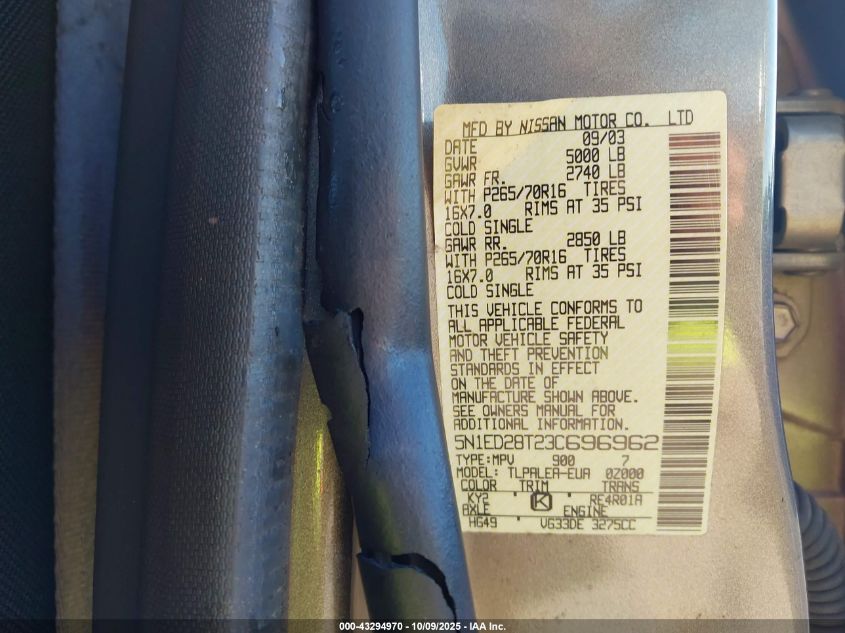 MFD BY NISSAN MOTOR CO. LTD
DATE 09/03
GVWR 5000 LB
GAWR FR. 2740 LB
WITH P265/70R16 TIRES
16X7.0 RIMS AT 35 PSI
COLD SINGLE
GAWR RR. 2850 LB
WITH P265/70R16 TIRES
16X7.0 RIMS AT 35 PSI
COLD SINGLE
THIS VEHICLE CONFORMS TO
ALL APPLICABLE FEDERAL
MOTOR VEHICLE SAFETY
AND THEFT PREVENTION
STANDARDS IN EFFECT
ON THE DATE OF
MANUFACTURE SHOWN ABOVE.
SEE OWNERS MANUAL FOR
ADDITIONAL INFORMATION.
5N1ED28T23C696962
TYPE:MPV 900 7
MODEL: TLPALEA-EUA 0Z000
COLOR TRIM TRANS
KY2 K RE4R01A
AXLE ENGINE
HG49 VG33DE 3275CC
000-43294970 - 10/09/2025 - IAA Inc.